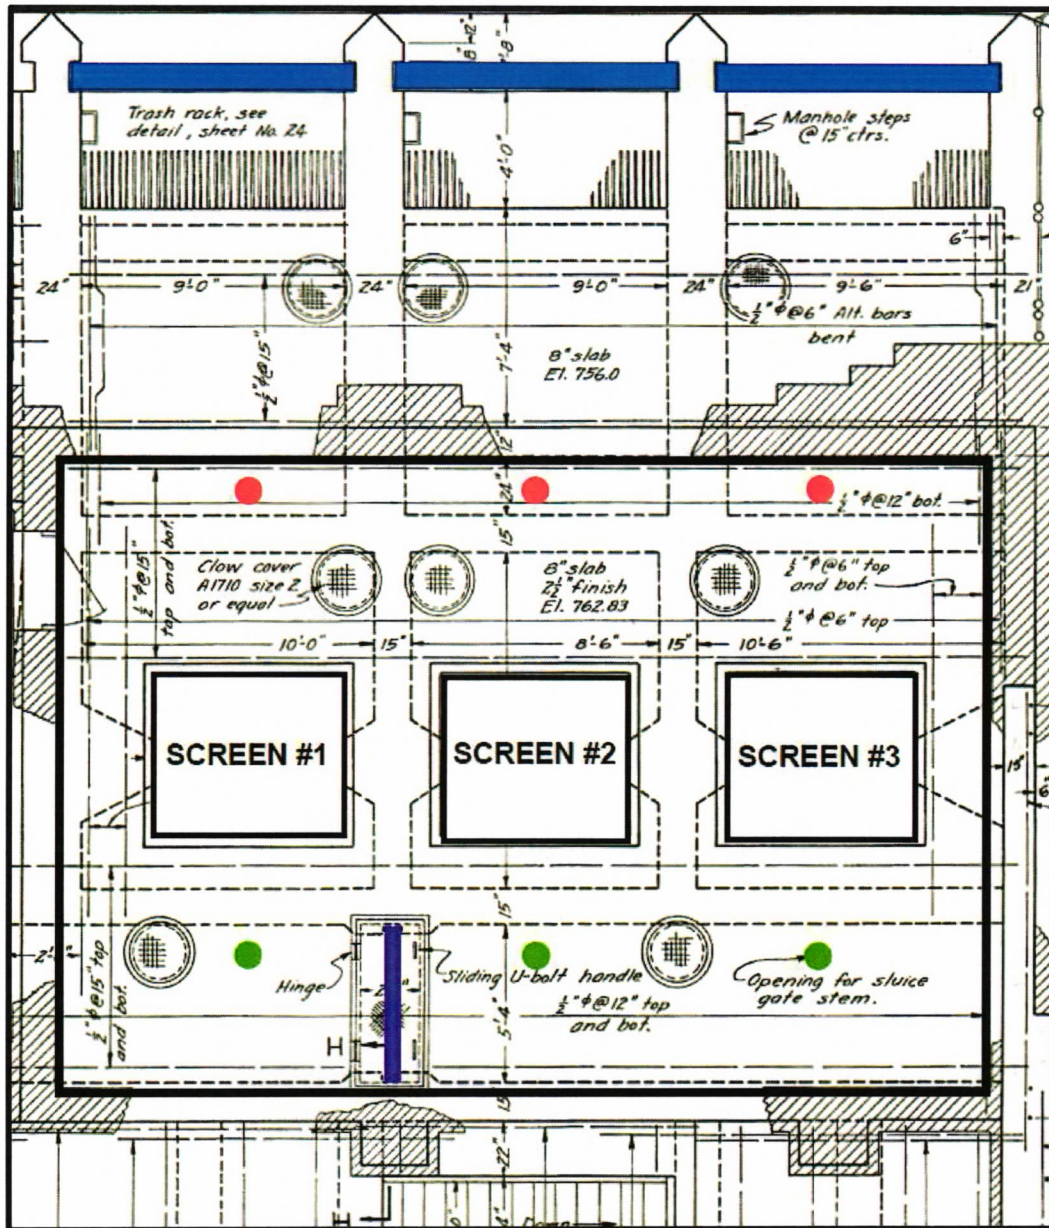 8"-12"
1'-8"
Trash rack, see
detail, sheet No. 24
Manhole steps
@ 15" ctrs.
4'-0"
6"
24"
9'-0"
24"
9'-0"
24"
9'-6"
21"
½"ϕ@6" Alt. bars
bent
½"ϕ@15"
7'-4"
8" slab
El. 756.0
12"
24"
½"ϕ@12" bot.
15"
½"ϕ@15"
top and bot.
Clow cover
A1710 size 2
or equal
8" slab
2½" finish
El. 762.83
½"ϕ@6" top
and bot.
½"ϕ@6" top
10'-0"
15"
8'-6"
15"
10'-6"
SCREEN #1
SCREEN #2
SCREEN #3
15"
6"
15"
Hinge
Sliding U-bolt handle
Opening for sluice
gate stem.
½"ϕ@12" top
and bot.
½"ϕ@15" top
and bot.
5'-4"
H
15"
22"
Down
H